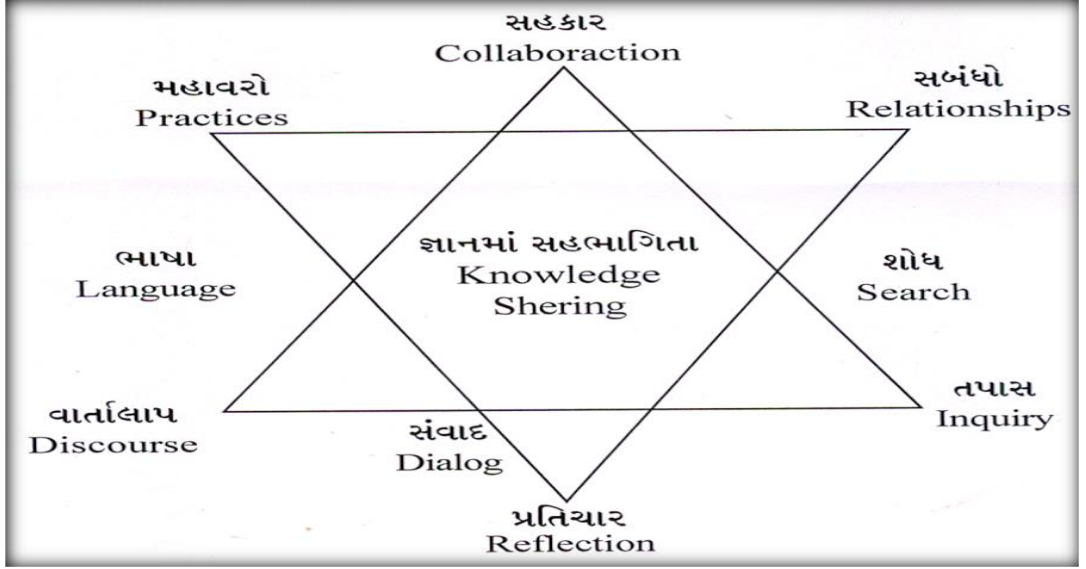 સહકાર
Collaboraction
મહાવરો
Practices
સબંધો
Relationships
જ્ઞાનમાં સહભાગિતા
Knowledge
Shering
ભાષા
Language
શોધ
Search
વાર્તાલાપ
Discourse
સંવાદ
Dialog
તપાસ
Inquiry
પ્રતિચાર
Reflection